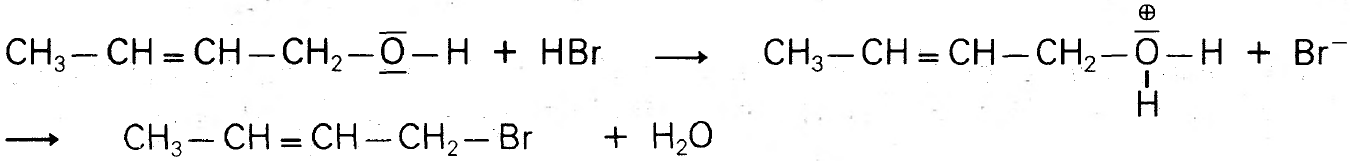 ⊕
CH₃−CH=CH−CH₂−O̲̅−H + HBr ⟶ CH₃−CH=CH−CH₂−O̅−H + Br⁻
H
⟶ CH₃−CH=CH−CH₂−Br + H₂O